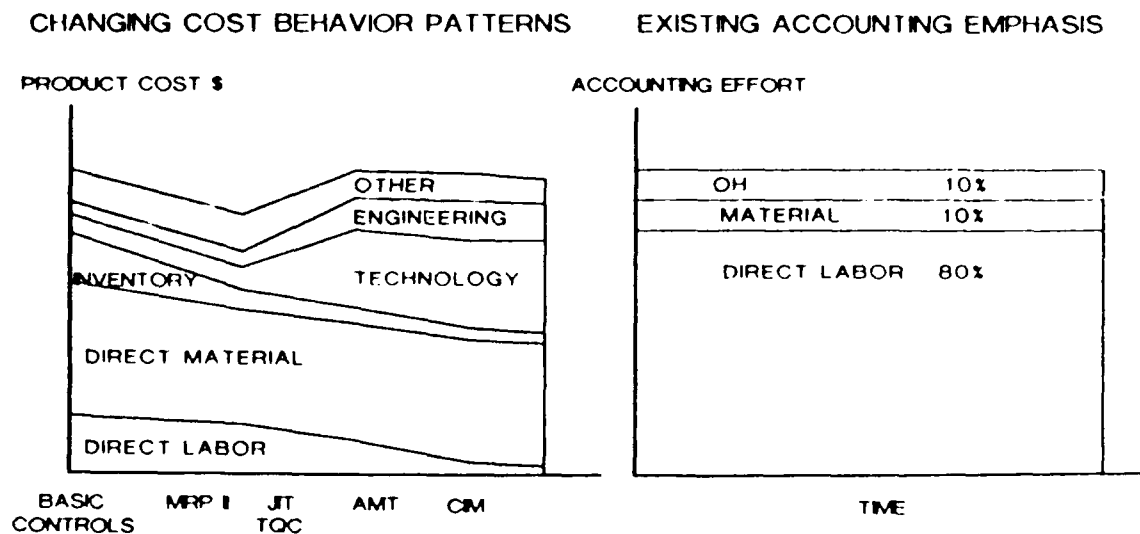 CHANGING COST BEHAVIOR PATTERNS
PRODUCT COST $
OTHER
ENGINEERING
INVENTORY
TECHNOLOGY
DIRECT MATERIAL
DIRECT LABOR
BASIC CONTROLS
MRP II
JIT TQC
AMT
CIM
EXISTING ACCOUNTING EMPHASIS
ACCOUNTING EFFORT
OH 10%
MATERIAL 10%
DIRECT LABOR 80%
TIME